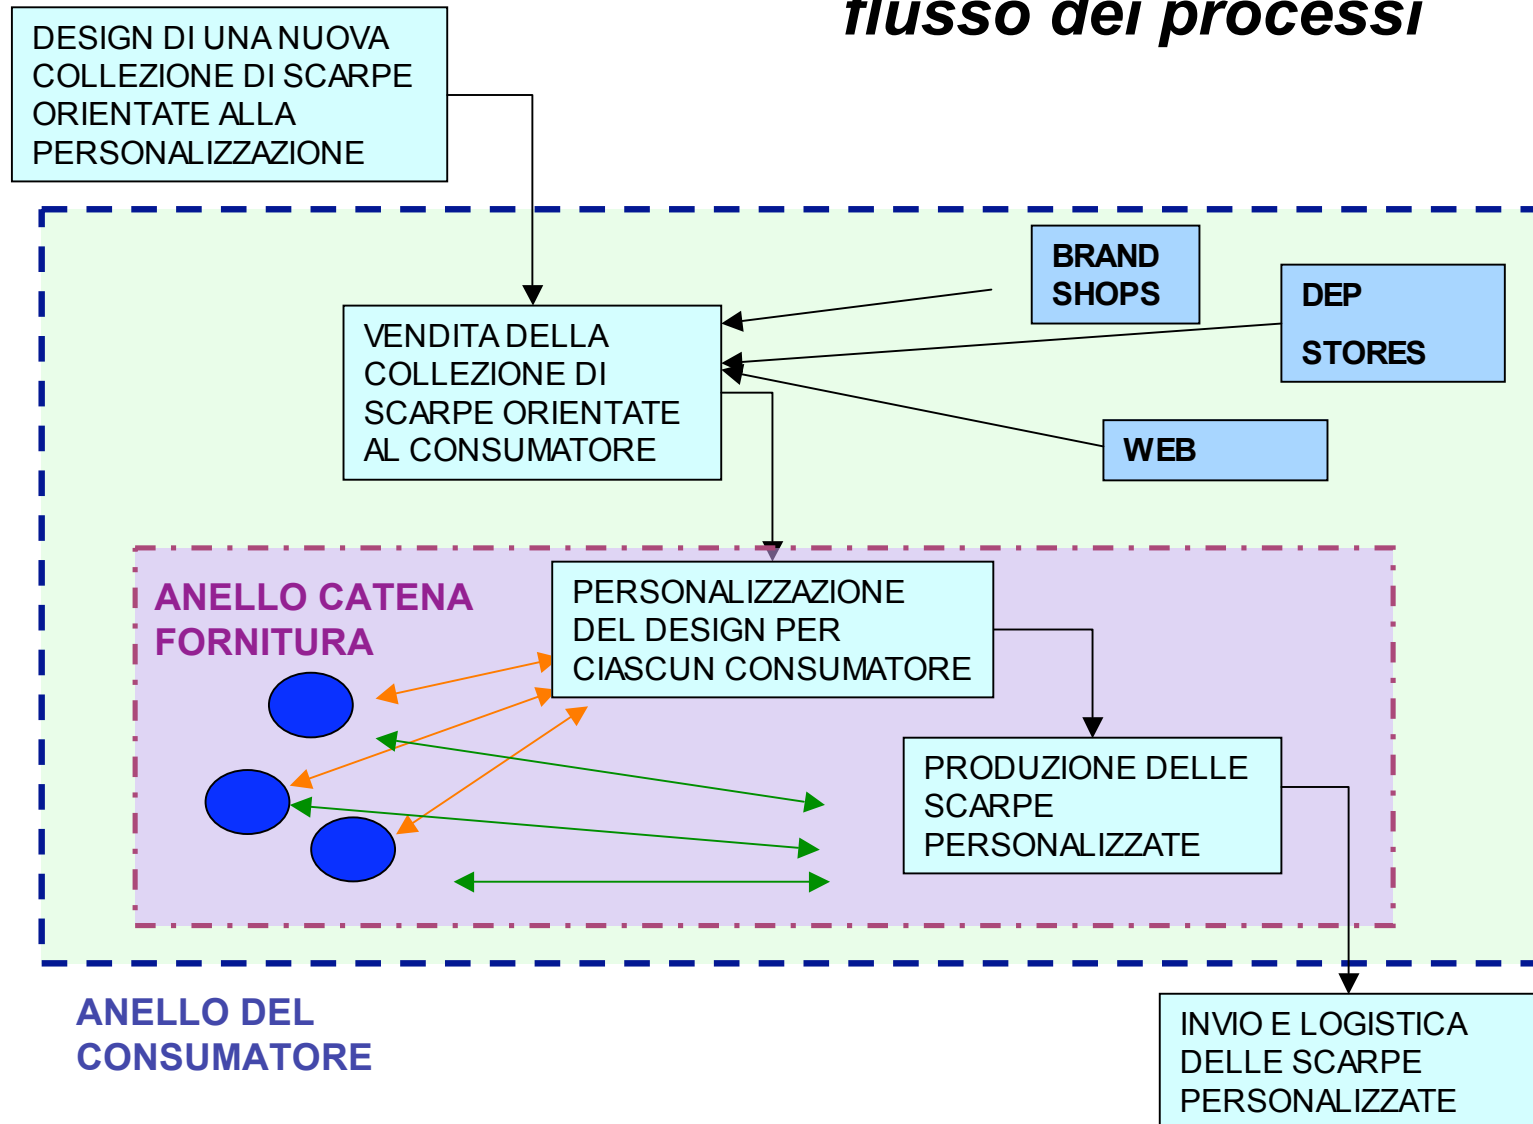 flusso dei processi
DESIGN DI UNA NUOVA
COLLEZIONE DI SCARPE
ORIENTATE ALLA
PERSONALIZZAZIONE
BRAND
SHOPS
DEP
STORES
VENDITA DELLA
COLLEZIONE DI
SCARPE ORIENTATE
AL CONSUMATORE
WEB
ANELLO CATENA
FORNITURA
PERSONALIZZAZIONE
DEL DESIGN PER
CIASCUN CONSUMATORE
PRODUZIONE DELLE
SCARPE
PERSONALIZZATE
ANELLO DEL
CONSUMATORE
INVIO E LOGISTICA
DELLE SCARPE
PERSONALIZZATE